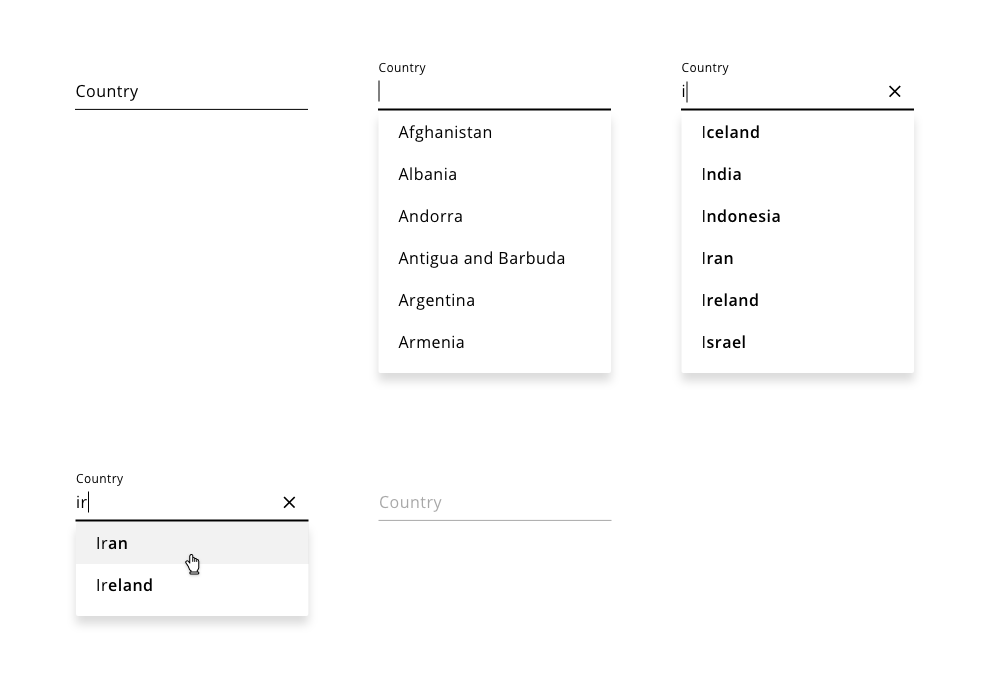 Country
Country
Afghanistan
Albania
Andorra
Antigua and Barbuda
Argentina
Armenia
Country
i
Iceland
India
Indonesia
Iran
Ireland
Israel
Country
ir
Iran
Ireland
Country